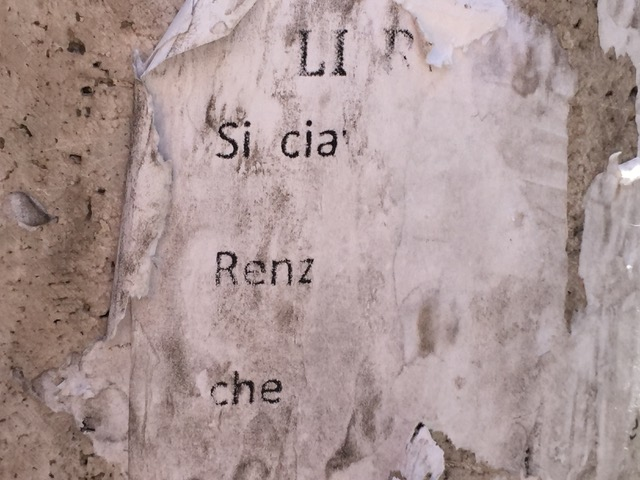 LI R
Si cia
Renz
che